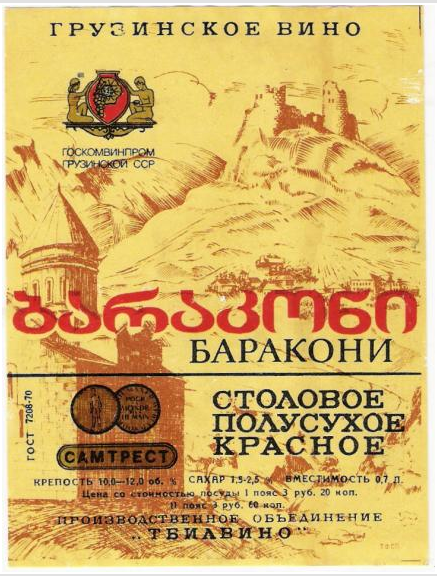 ГРУЗИНСКОЕ ВИНО
ГОСКОМВИНПРОМ
ГРУЗИНСКОЙ ССР
ბარაკონი
БАРАКОНИ
ГОСТ 7208-70
СТОЛОВОЕ
ПОЛУСУХОЕ
КРАСНОЕ
САМТРЕСТ
КРЕПОСТЬ 10,0—12,0 об. % САХАР 1,5-2,5 % ВМЕСТИМОСТЬ 0,7 л.
Цена со стоимостью посуды I пояс 3 руб. 20 коп.
II пояс 3 руб. 60 коп.
ПРОИЗВОДСТВЕННОЕ ОБЪЕДИНЕНИЕ
„ТБИЛВИНО"